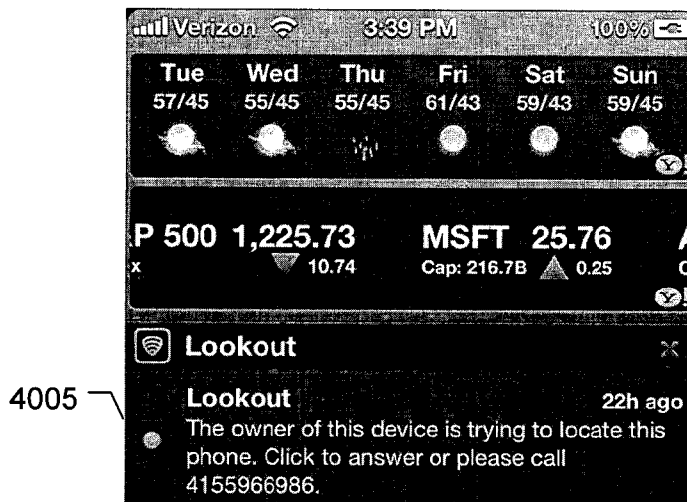 Verizon 3:39 PM 100%
Tue Wed Thu Fri Sat Sun
57/45 55/45 55/45 61/43 59/43 59/45
P 500 1,225.73 MSFT 25.76
x 10.74 Cap: 216.7B 0.25
Lookout
4005
Lookout 22h ago
The owner of this device is trying to locate this
phone. Click to answer or please call
4155966986.